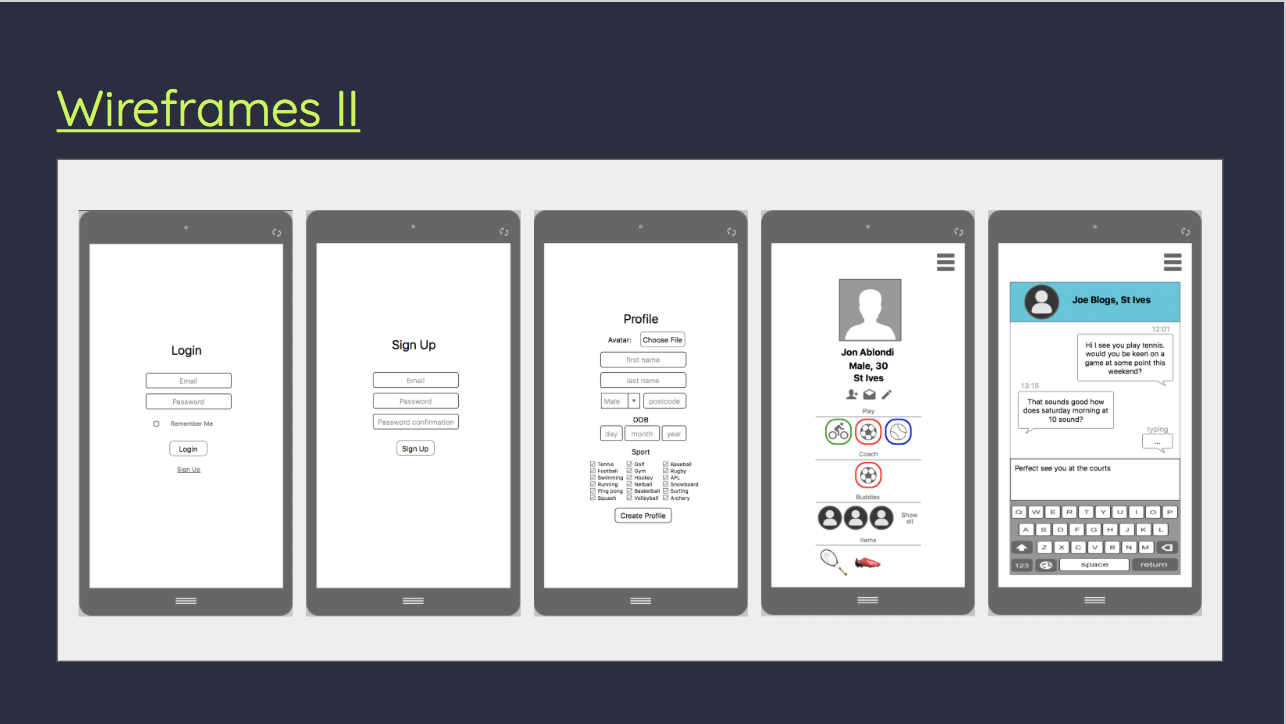 Wireframes II
Login
Email
Password
Remember Me
Login
Sign Up
Sign Up
Email
Password
Password confirmation
Sign Up
Profile
Avatar: Choose File
first name
last name
Male postcode
DOB
day month year
Sport
Tennis Golf Baseball
Football Gym Rugby
Swimming Hockey AFL
Running Netball Snowboard
Ping pong Basketball Surfing
Squash Volleyball Archery
Create Profile
Jon Ablondi
Male, 30
St Ives
Play
Coach
Buddies
Show
all
Items
Joe Blogs, St Ives
12:01
Hi I see you play tennis.
would you be keen on a
game at some point this
weekend?
13:15
That sounds good how
does saturday morning at
10 sound?
typing
...
Perfect see you at the courts
Q W E R T Y U I O P
A S D F G H J K L
Z X C V B N M
123 space return